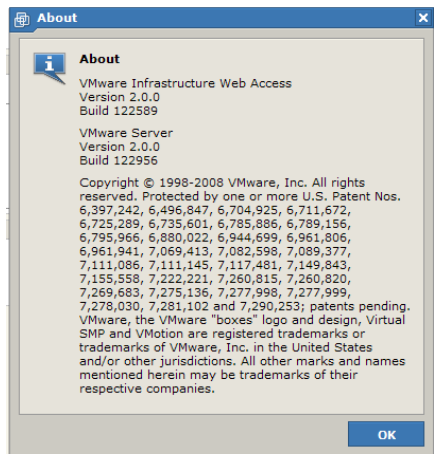 About
About
VMware Infrastructure Web Access
Version 2.0.0
Build 122589
VMware Server
Version 2.0.0
Build 122956
Copyright © 1998-2008 VMware, Inc. All rights
reserved. Protected by one or more U.S. Patent Nos.
6,397,242, 6,496,847, 6,704,925, 6,711,672,
6,725,289, 6,735,601, 6,785,886, 6,789,156,
6,795,966, 6,880,022, 6,944,699, 6,961,806,
6,961,941, 7,069,413, 7,082,598, 7,089,377,
7,111,086, 7,111,145, 7,117,481, 7,149,843,
7,155,558, 7,222,221, 7,260,815, 7,260,820,
7,269,683, 7,275,136, 7,277,998, 7,277,999,
7,278,030, 7,281,102 and 7,290,253; patents pending.
VMware, the VMware "boxes" logo and design, Virtual
SMP and VMotion are registered trademarks or
trademarks of VMware, Inc. in the United States
and/or other jurisdictions. All other marks and names
mentioned herein may be trademarks of their
respective companies.
OK